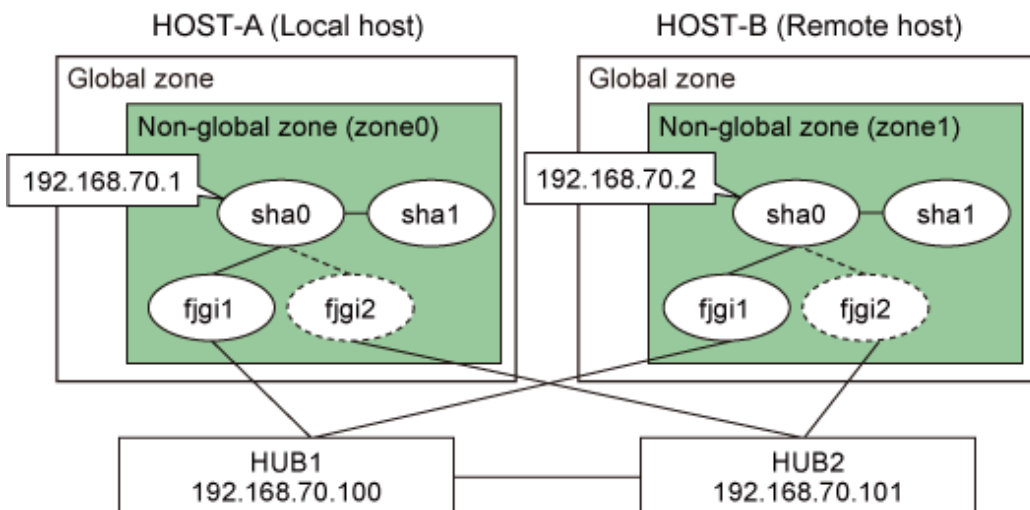 HOST-A (Local host)
HOST-B (Remote host)
Global zone
Global zone
Non-global zone (zone0)
Non-global zone (zone1)
192.168.70.1
192.168.70.2
sha0
sha1
sha0
sha1
fjgi1
fjgi2
fjgi1
fjgi2
HUB1
192.168.70.100
HUB2
192.168.70.101